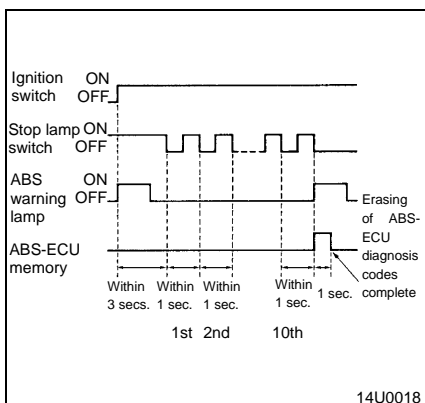 Ignition ON
switch OFF
Stop lamp ON
switch OFF
ABS ON
warning OFF
lamp
ABS-ECU
memory
Erasing
of ABS-
ECU
diagnosis
codes
complete
Within
3 secs.
Within
1 sec.
Within
1 sec.
Within
1 sec.
1 sec.
1st 2nd 10th
14U0018